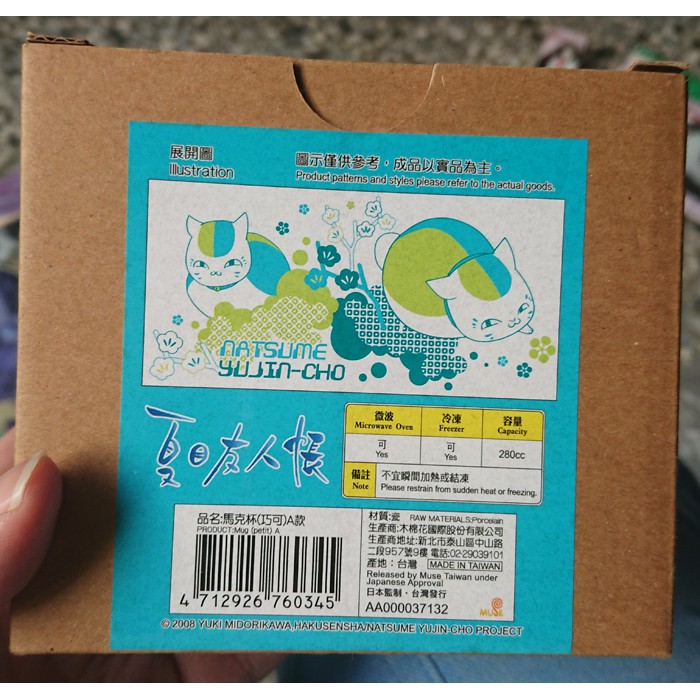 展開圖
Illustration
圖示僅供參考，成品以實品為主。
Product patterns and styles please refer to the actual goods.
NATSUME
YUJIN-CHO
夏目友人帳
微波
Microwave Oven
冷凍
Freezer
容量
Capacity
可
Yes
可
Yes
280cc
備註
Note
不宜瞬間加熱或結凍
Please restrain from sudden heat or freezing.
品名:馬克杯(巧可)A款
PRODUCT:Mug (petit) A
4 712926 760345
材質:瓷 RAW MATERIALS:Porcelain
生產商:木棉花國際股份有限公司
生產商地址:新北市泰山區中山路
二段957號9樓 電話:02-29039101
產地：台灣 MADE IN TAIWAN
Released by Muse Taiwan under
Japanese Approval
日本監制．台灣發行
AA000037132
MUSE
© 2008 YUKI MIDORIKAWA,HAKUSENSHA/NATSUME YUJIN-CHO PROJECT